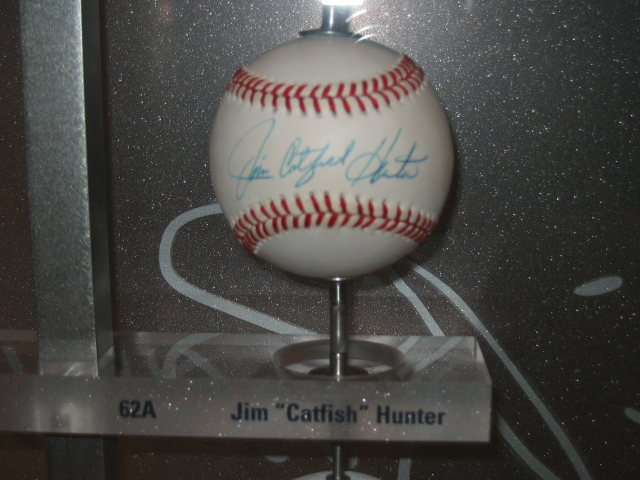 Jim Catfish Hunter
62A Jim "Catfish" Hunter